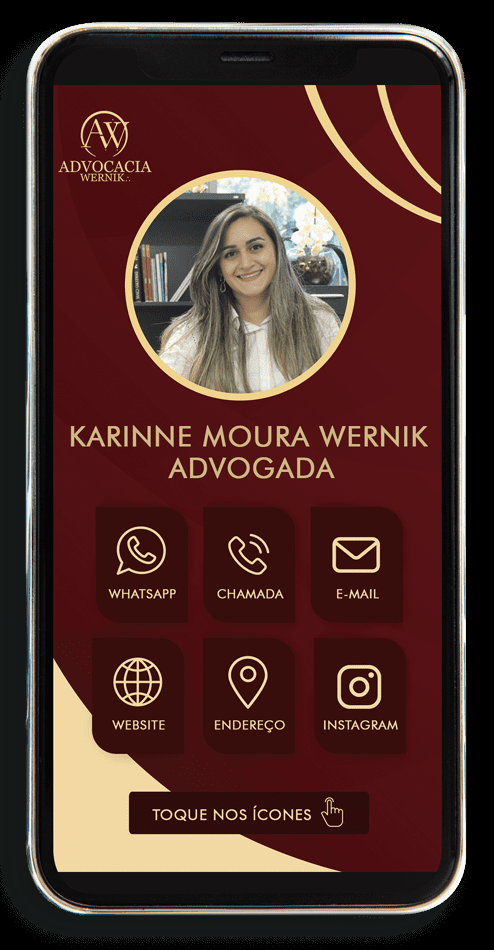 AW
ADVOCACIA
WERNIK∴
KARINNE MOURA WERNIK
ADVOGADA
WHATSAPP CHAMADA E-MAIL
WEBSITE ENDEREÇO INSTAGRAM
TOQUE NOS ÍCONES